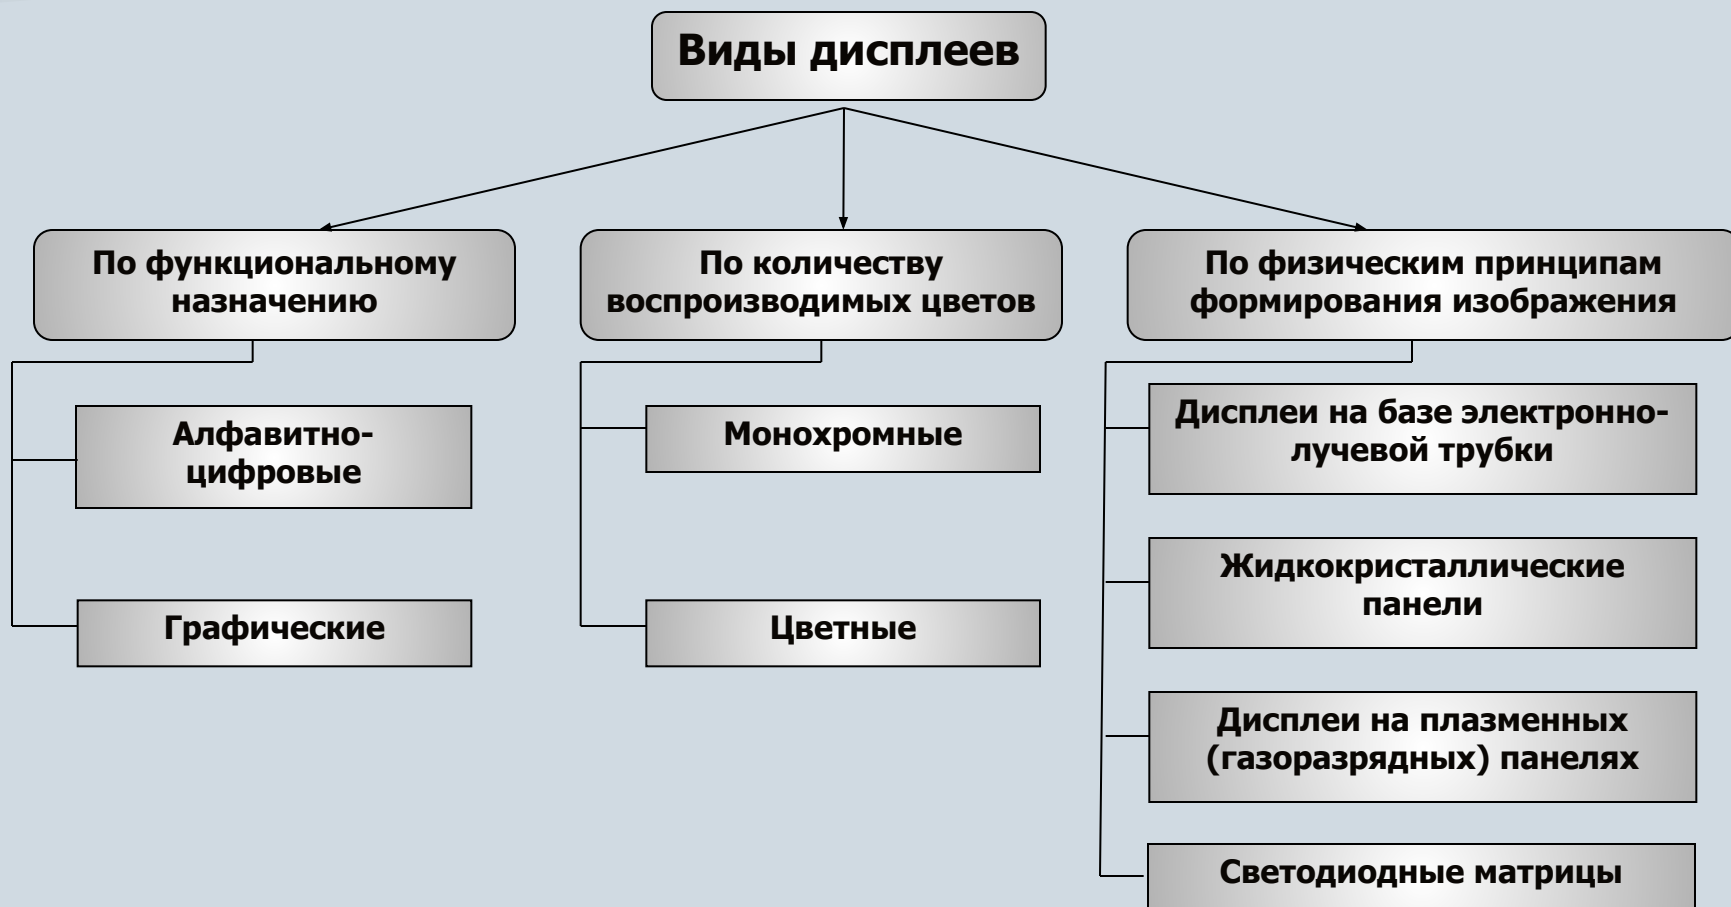 Виды дисплеев
По функциональному
назначению
Алфавитно-
цифровые
Графические
По количеству
воспроизводимых цветов
Монохромные
Цветные
По физическим принципам
формирования изображения
Дисплеи на базе электронно-
лучевой трубки
Жидкокристаллические
панели
Дисплеи на плазменных
(газоразрядных) панелях
Светодиодные матрицы